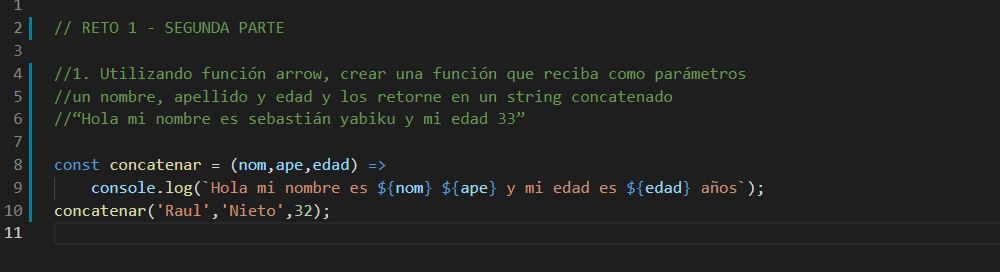 1
2 // RETO 1 - SEGUNDA PARTE
3
4 //1. Utilizando función arrow, crear una función que reciba como parámetros
5 //un nombre, apellido y edad y los retorne en un string concatenado
6 //“Hola mi nombre es sebastián yabiku y mi edad 33”
7
8 const concatenar = (nom,ape,edad) =>
9     console.log(`Hola mi nombre es ${nom} ${ape} y mi edad es ${edad} años`);
10 concatenar('Raul','Nieto',32);
11